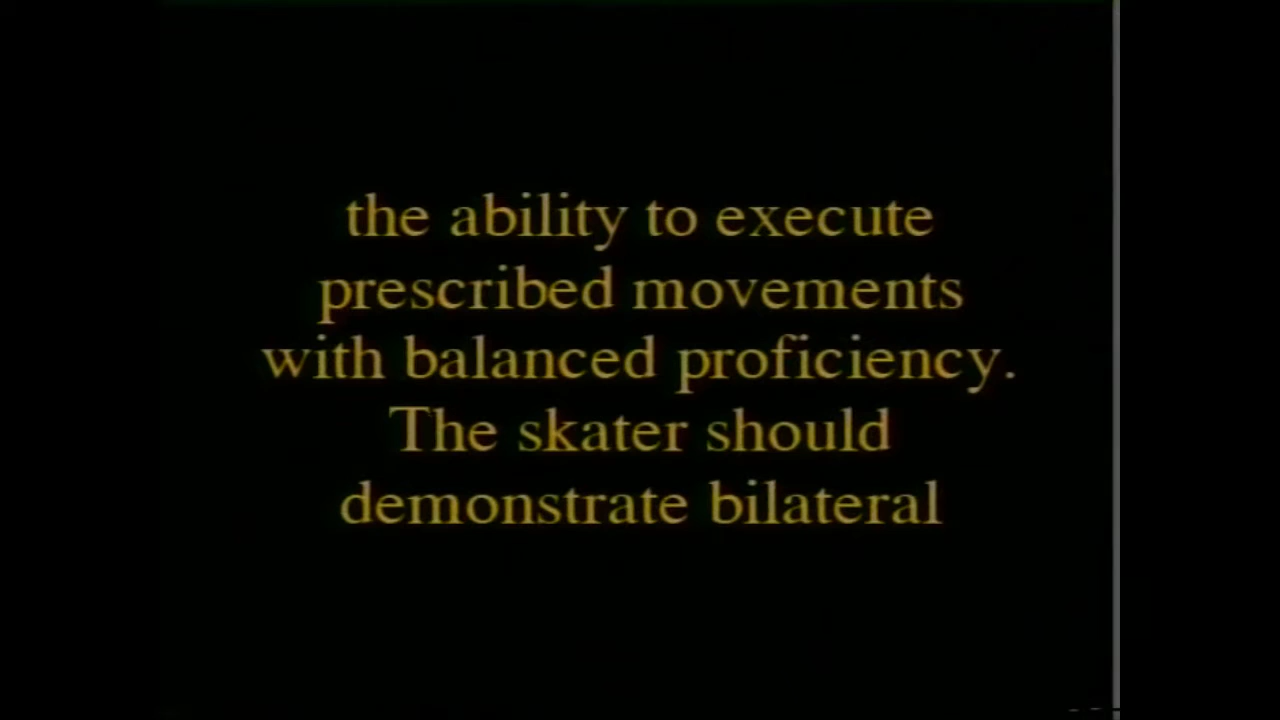 the ability to execute
prescribed movements
with balanced proficiency.
The skater should
demonstrate bilateral